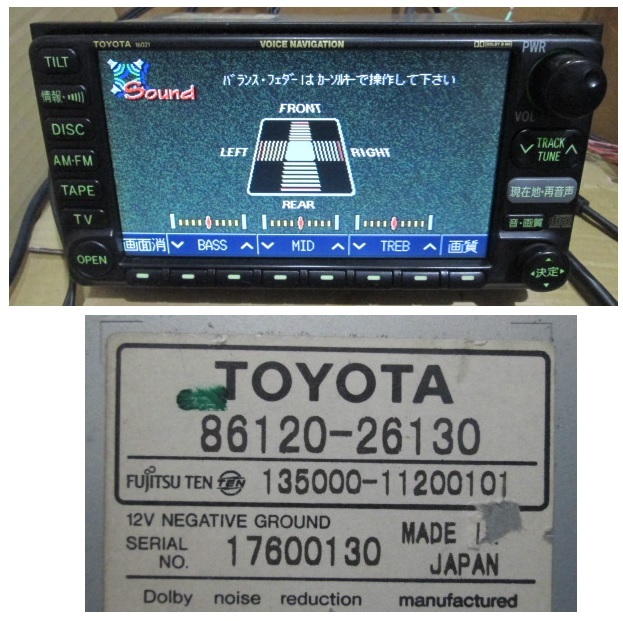 TOYOTA 16021 VOICE NAVIGATION DOLBY B NR
PWR
TILT
Sound
バランス・フェダーはカーソルキーで操作して下さい
情報・
VOL
FRONT
DISC
LEFT RIGHT
TRACK
TUNE
AM・FM
TAPE
現在地・再音声
REAR
TV
音・画質
画面消 BASS MID TREB 画質
OPEN
決定
TOYOTA
86120-26130
FUJITSU TEN TEN 135000-11200101
12V NEGATIVE GROUND
SERIAL NO. 17600130
MADE
JAPAN
Dolby noise reduction manufactured